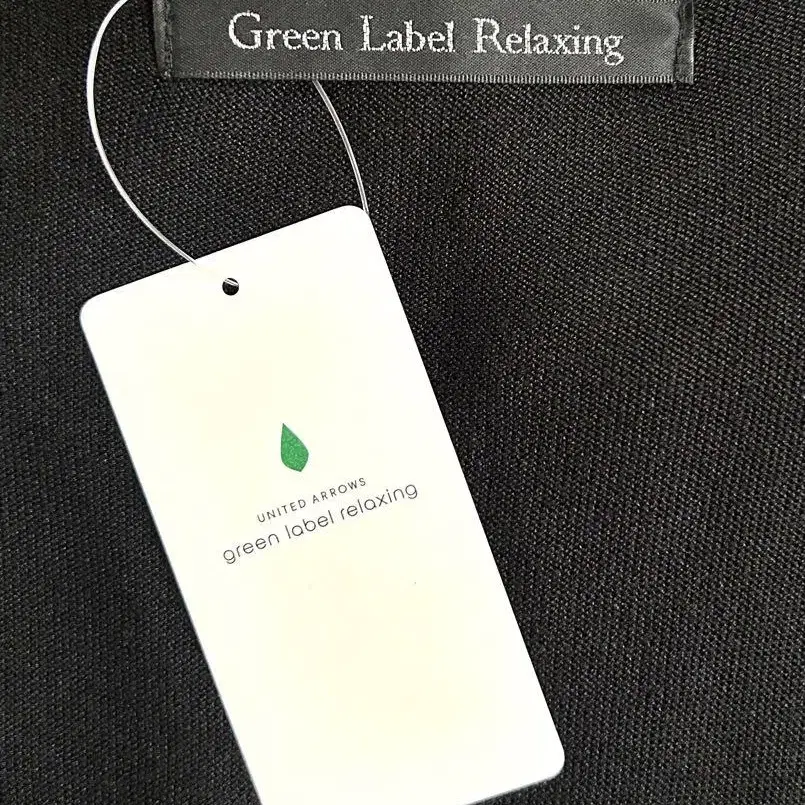 Green Label Relaxing
UNITED ARROWS
green label relaxing